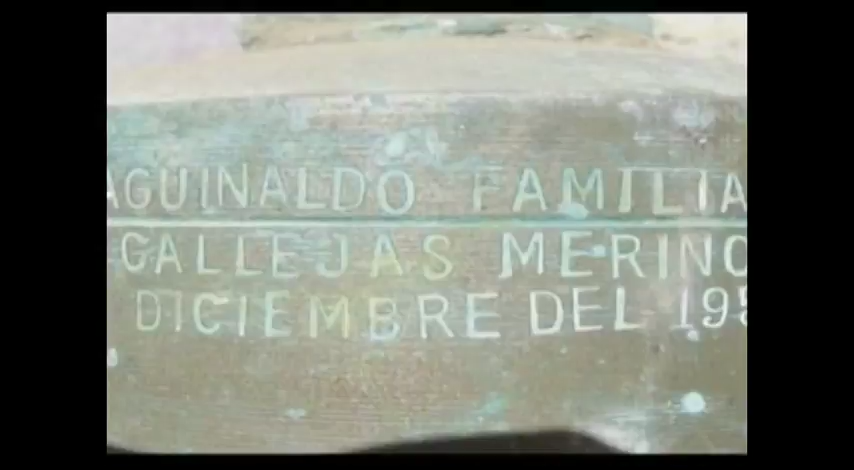 AGUINALDO FAMILIA
CALLEJAS MERINO
DICIEMBRE DEL 195